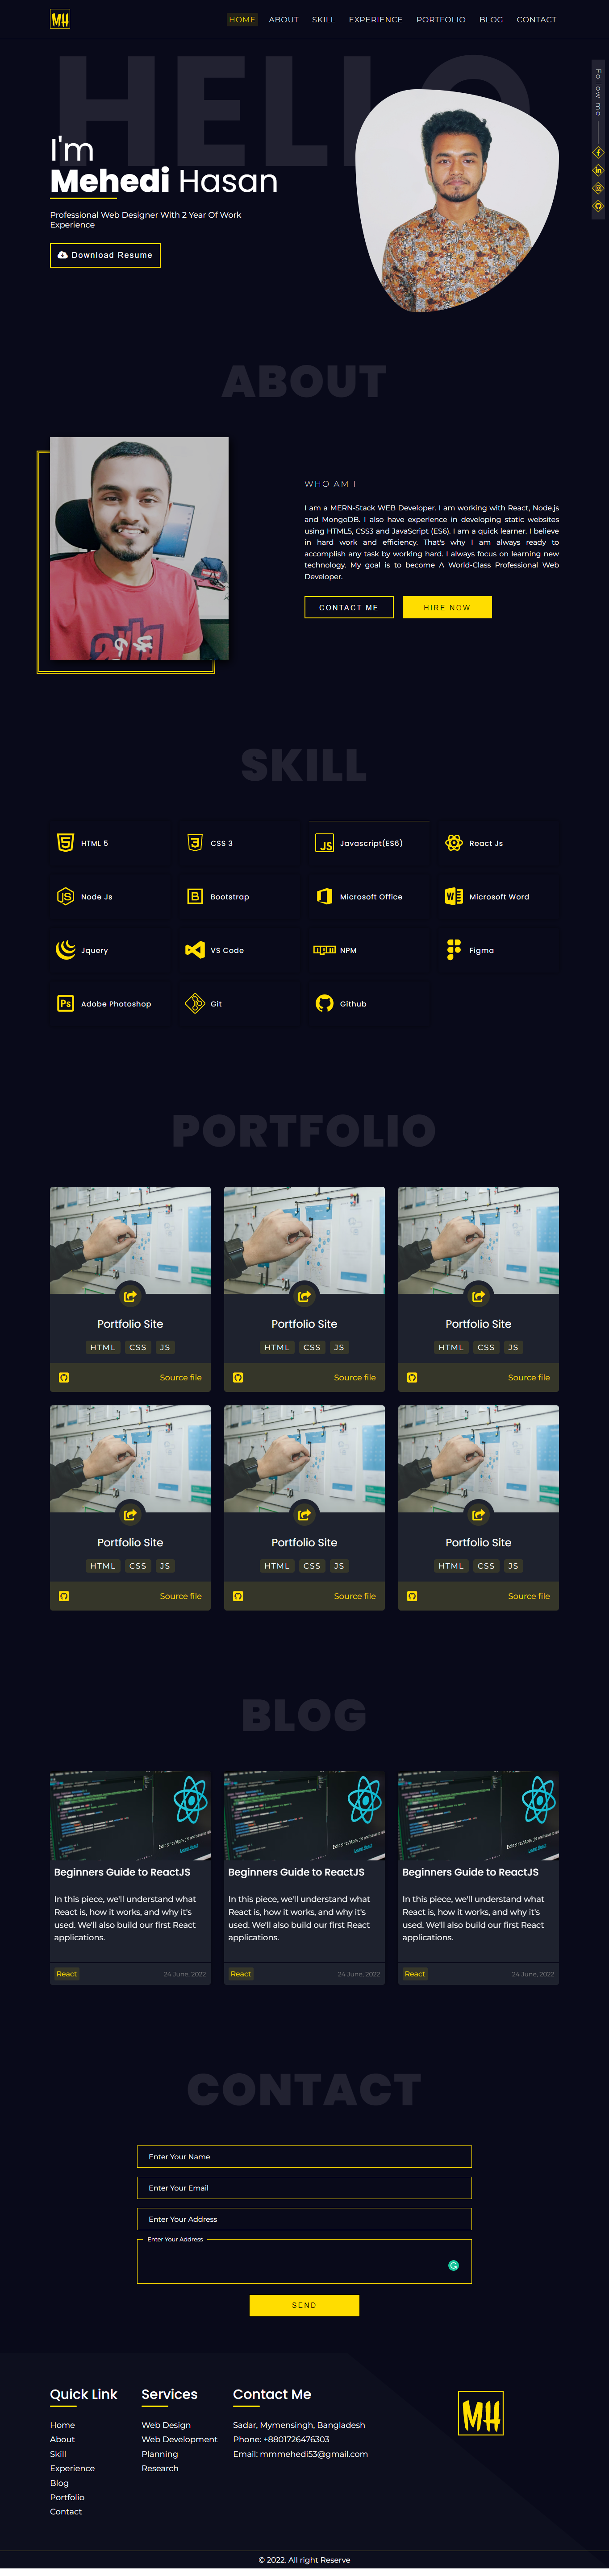 MH
HOME ABOUT SKILL EXPERIENCE PORTFOLIO BLOG CONTACT
HELLO
Follow me
I'm
Mehedi Hasan
Professional Web Designer With 2 Year Of Work
Experience
Download Resume
ABOUT
WHO AM I
I am a MERN-Stack WEB Developer. I am working with React, Node.js
and MongoDB. I also have experience in developing static websites
using HTML5, CSS3 and JavaScript (ES6). I am a quick learner. I believe
in hard work and efficiency. That's why I am always ready to
accomplish any task by working hard. I always focus on learning new
technology. My goal is to become A World-Class Professional Web
Developer.
CONTACT ME HIRE NOW
SKILL
HTML 5 CSS 3 JS Javascript(ES6) React Js
Node Js Bootstrap Microsoft Office Microsoft Word
Jquery VS Code npm NPM Figma
Ps Adobe Photoshop Git Github
PORTFOLIO
Portfolio Site Portfolio Site Portfolio Site
HTML CSS JS HTML CSS JS HTML CSS JS
Source file Source file Source file
Portfolio Site Portfolio Site Portfolio Site
HTML CSS JS HTML CSS JS HTML CSS JS
Source file Source file Source file
BLOG
Beginners Guide to ReactJS
In this piece, we'll understand what
React is, how it works, and why it's
used. We'll also build our first React
applications.
React 24 June, 2022
Beginners Guide to ReactJS
In this piece, we'll understand what
React is, how it works, and why it's
used. We'll also build our first React
applications.
React 24 June, 2022
Beginners Guide to ReactJS
In this piece, we'll understand what
React is, how it works, and why it's
used. We'll also build our first React
applications.
React 24 June, 2022
CONTACT
Enter Your Name
Enter Your Email
Enter Your Address
Enter Your Address
SEND
Quick Link
Home
About
Skill
Experience
Blog
Portfolio
Contact
Services
Web Design
Web Development
Planning
Research
Contact Me
Sadar, Mymensingh, Bangladesh
Phone: +8801726476303
Email: mmmehedi53@gmail.com
MH
© 2022. All right Reserve